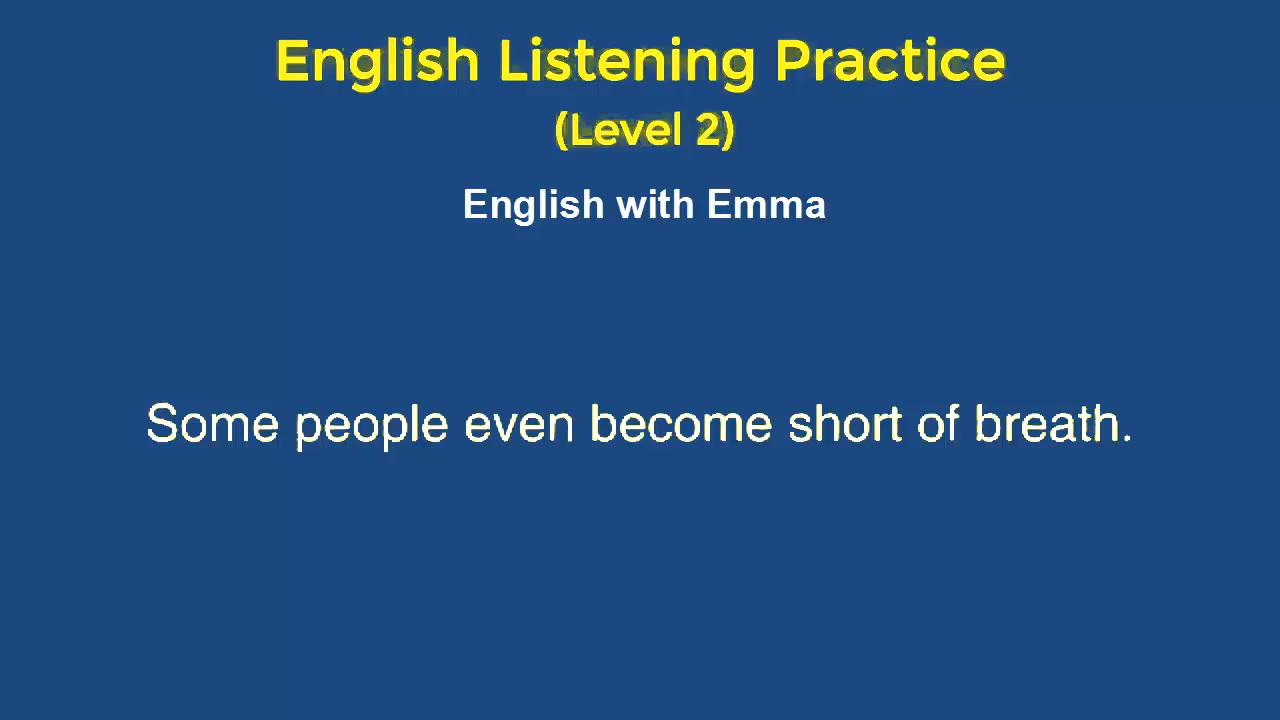 English Listening Practice
(Level 2)
English with Emma
Some people even become short of breath.